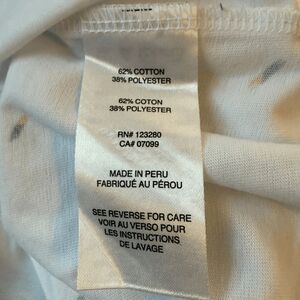 62% COTTON
38% POLYESTER
62% COTON
38% POLYESTER
RN# 123280
CA# 07099
MADE IN PERU
FABRIQUÉ AU PÉROU
SEE REVERSE FOR CARE
VOIR AU VERSO POUR
LES INSTRUCTIONS
DE LAVAGE